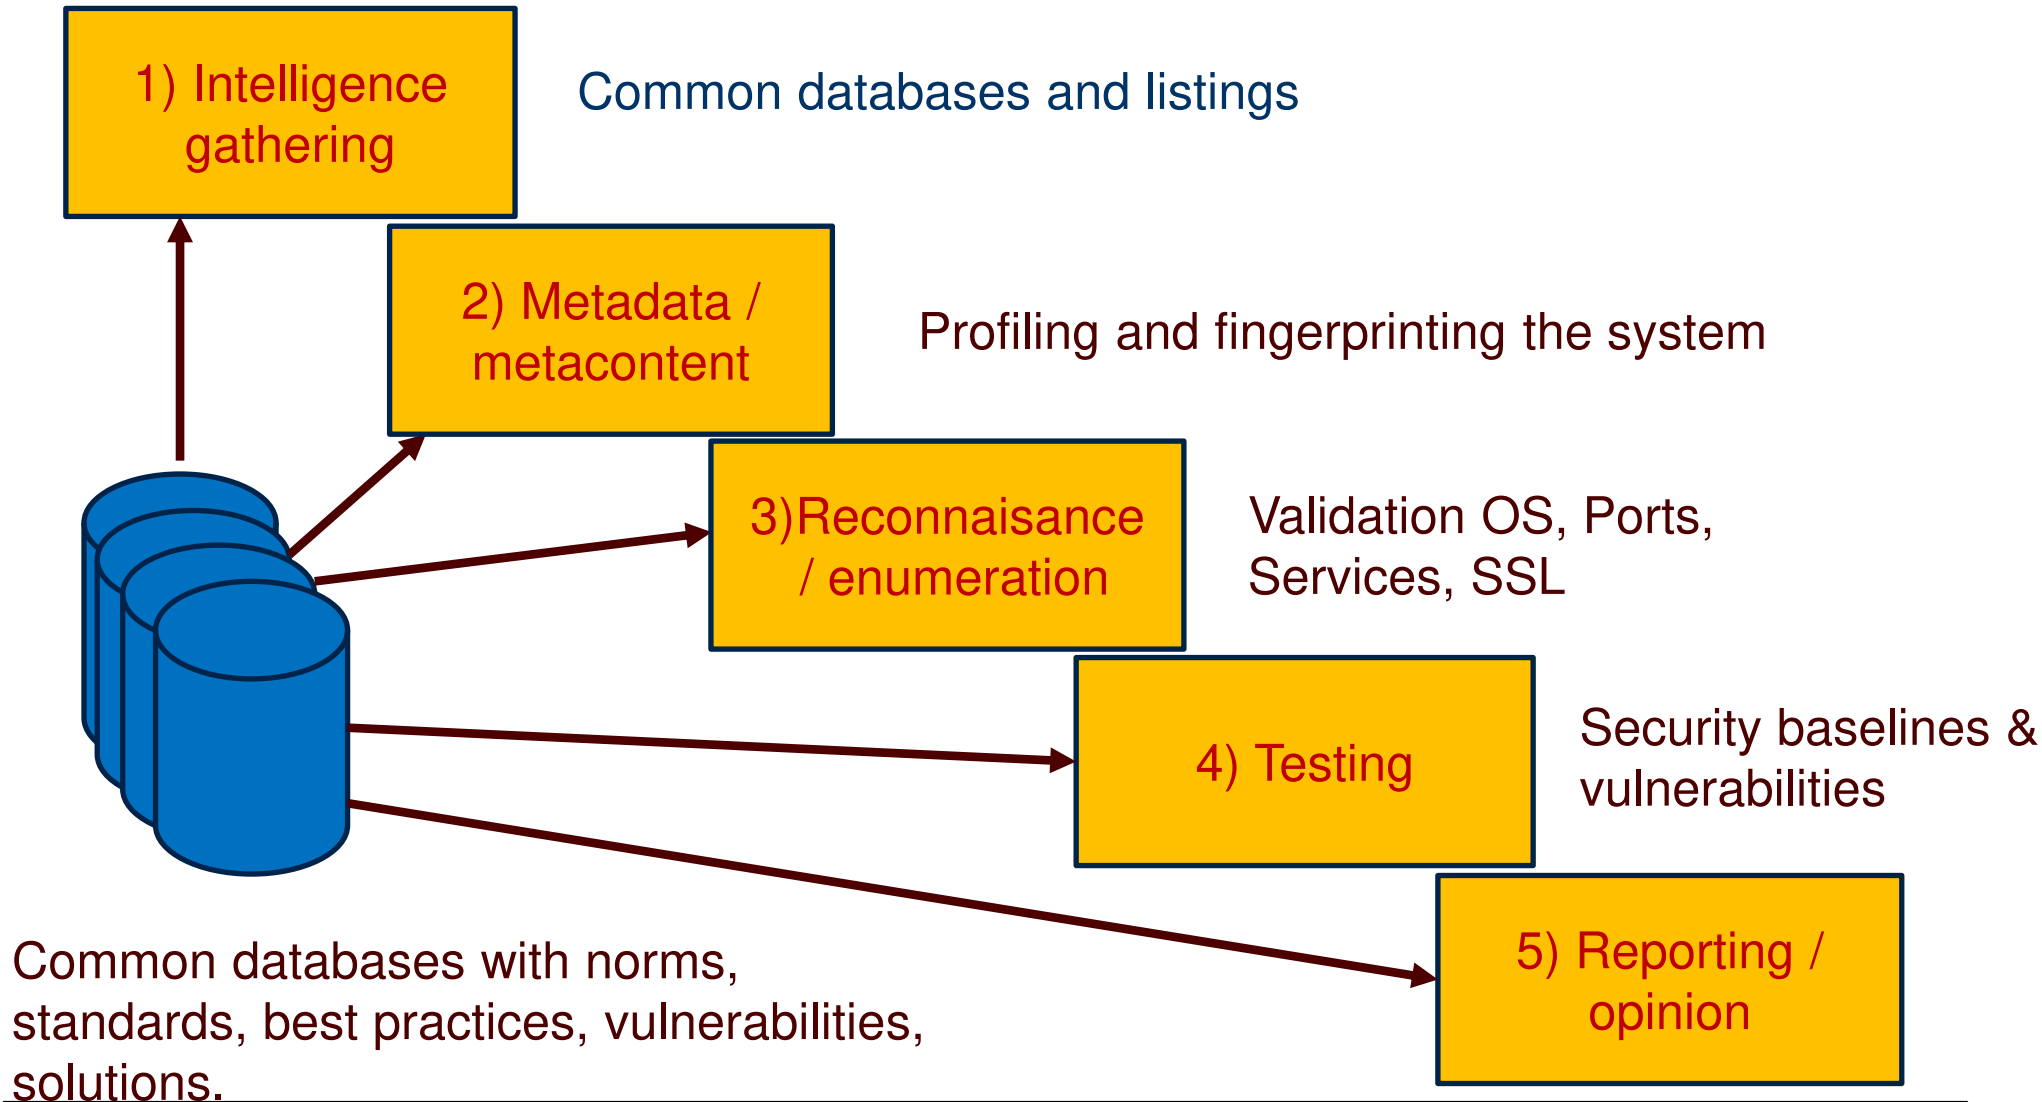 1) Intelligence
gathering
Common databases and listings
2) Metadata /
metacontent
Profiling and fingerprinting the system
3)Reconnaisance
/ enumeration
Validation OS, Ports,
Services, SSL
4) Testing
Security baselines &
vulnerabilities
5) Reporting /
opinion
Common databases with norms,
standards, best practices, vulnerabilities,
solutions.